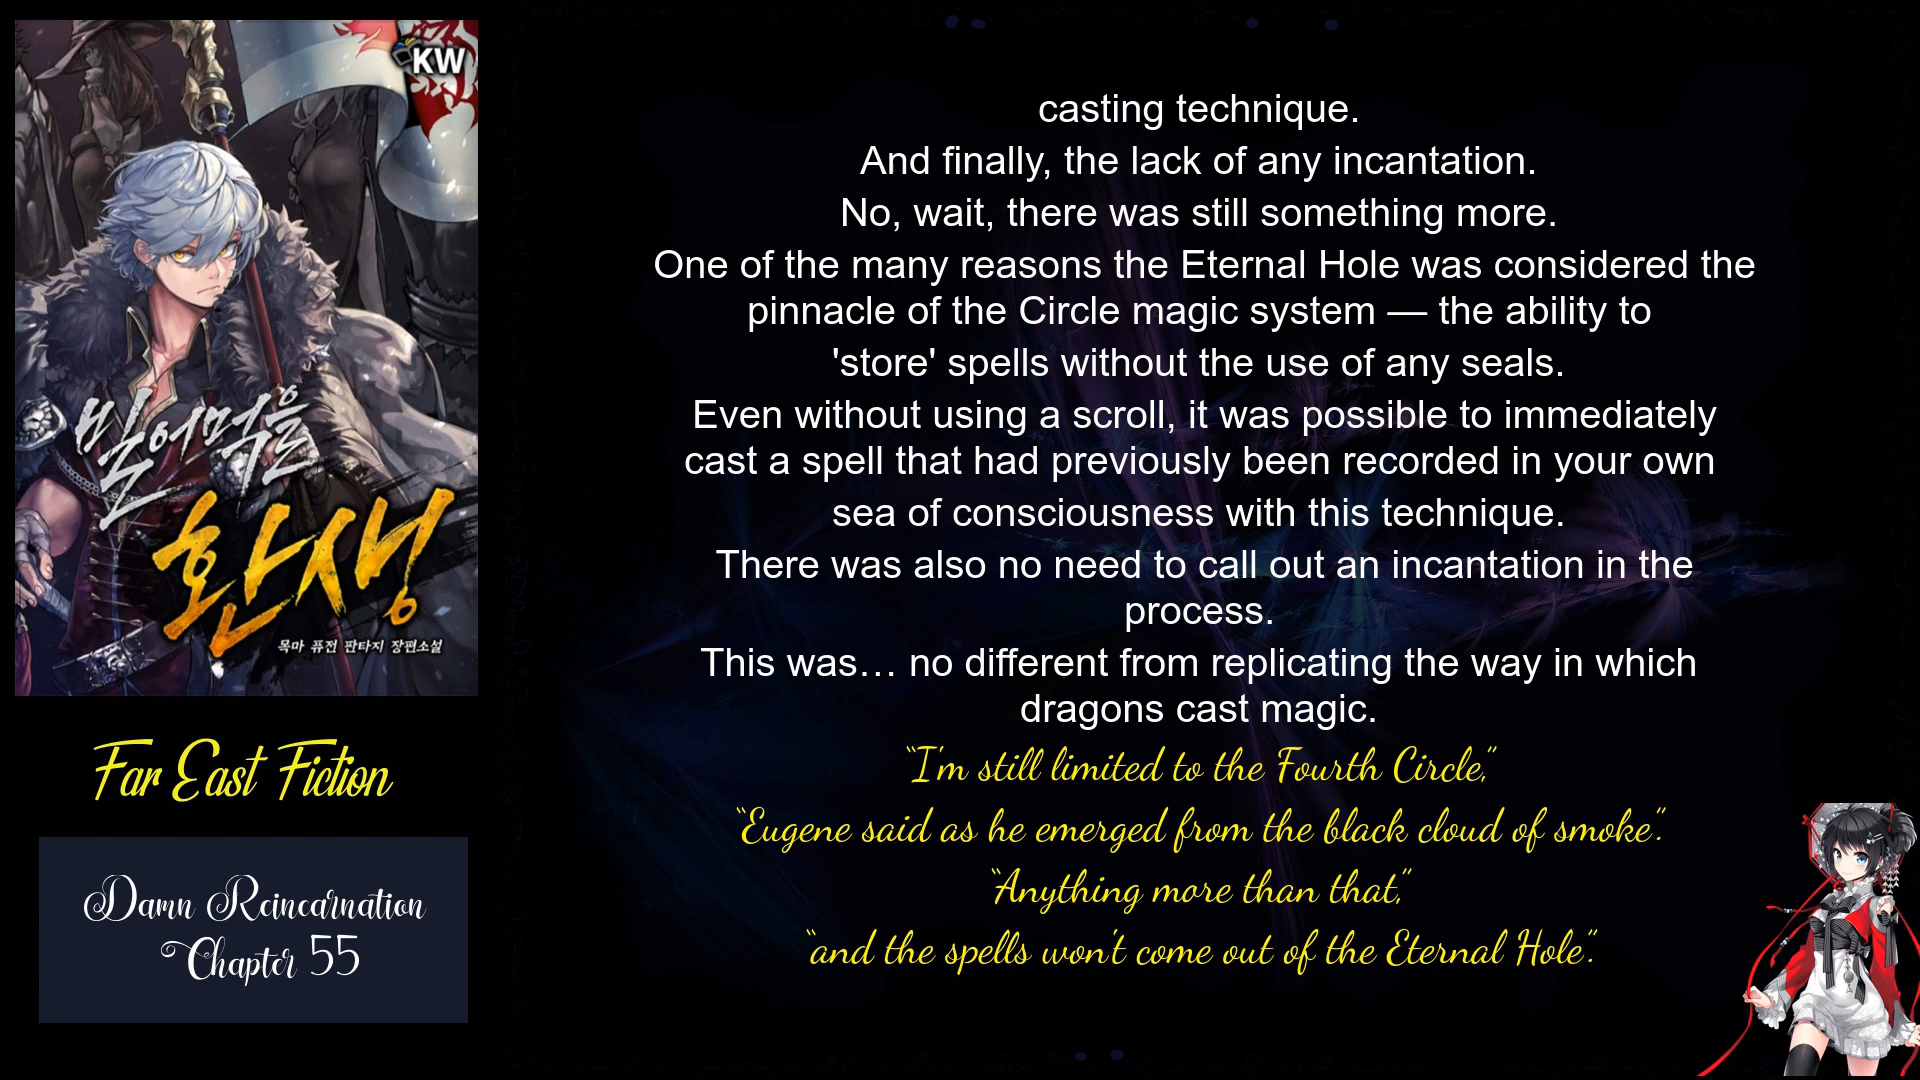 KW
빌어먹을
환생
목마 퓨전 판타지 장편소설
Far East Fiction
Damn Reincarnation
Chapter 55
casting technique.
And finally, the lack of any incantation.
No, wait, there was still something more.
One of the many reasons the Eternal Hole was considered the
pinnacle of the Circle magic system — the ability to
'store' spells without the use of any seals.
Even without using a scroll, it was possible to immediately
cast a spell that had previously been recorded in your own
sea of consciousness with this technique.
There was also no need to call out an incantation in the
process.
This was… no different from replicating the way in which
dragons cast magic.
“I'm still limited to the Fourth Circle,”
“Eugene said as he emerged from the black cloud of smoke.”
“Anything more than that,”
“and the spells won't come out of the Eternal Hole.”